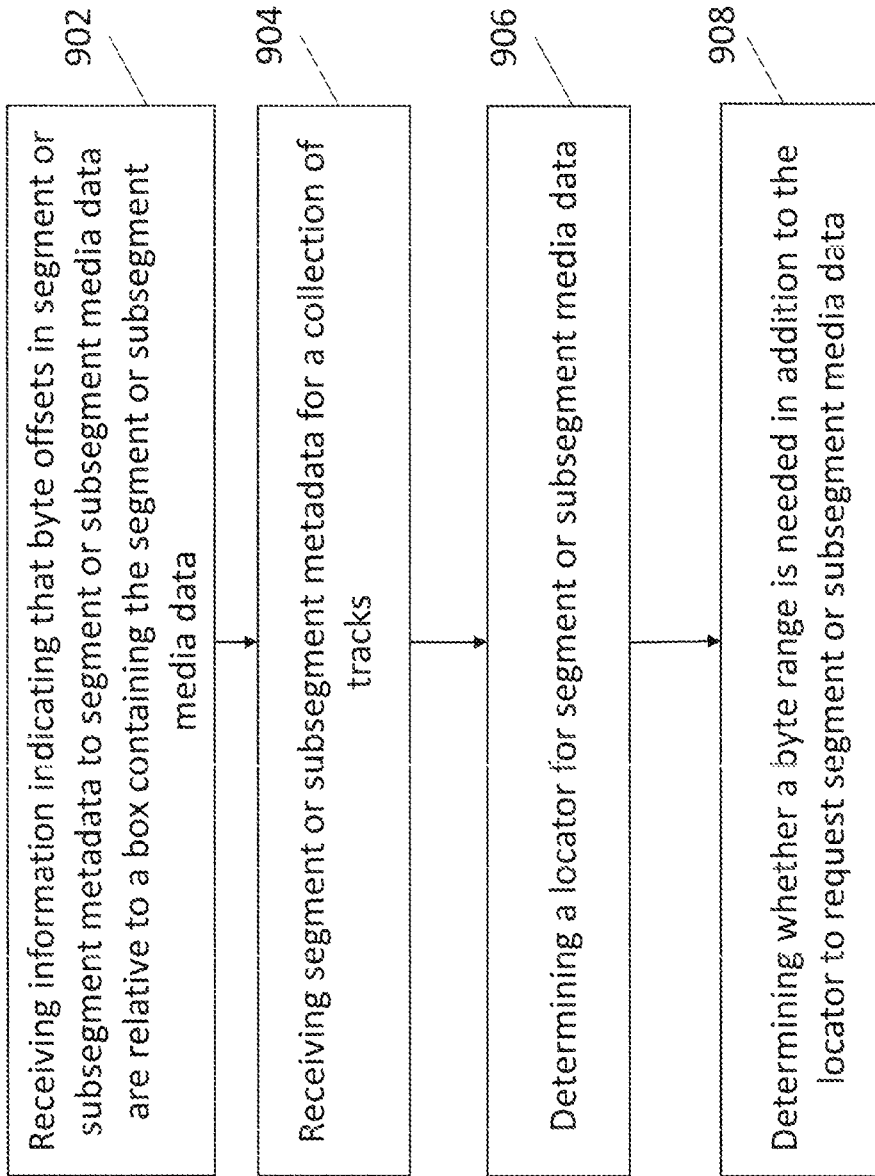 Receiving information indicating that byte offsets in segment or
subsegment metadata to segment or subsegment media data
are relative to a box containing the segment or subsegment
media data
902
Receiving segment or subsegment metadata for a collection of
tracks
904
Determining a locator for segment or subsegment media data
906
Determining whether a byte range is needed in addition to the
locator to request segment or subsegment media data
908